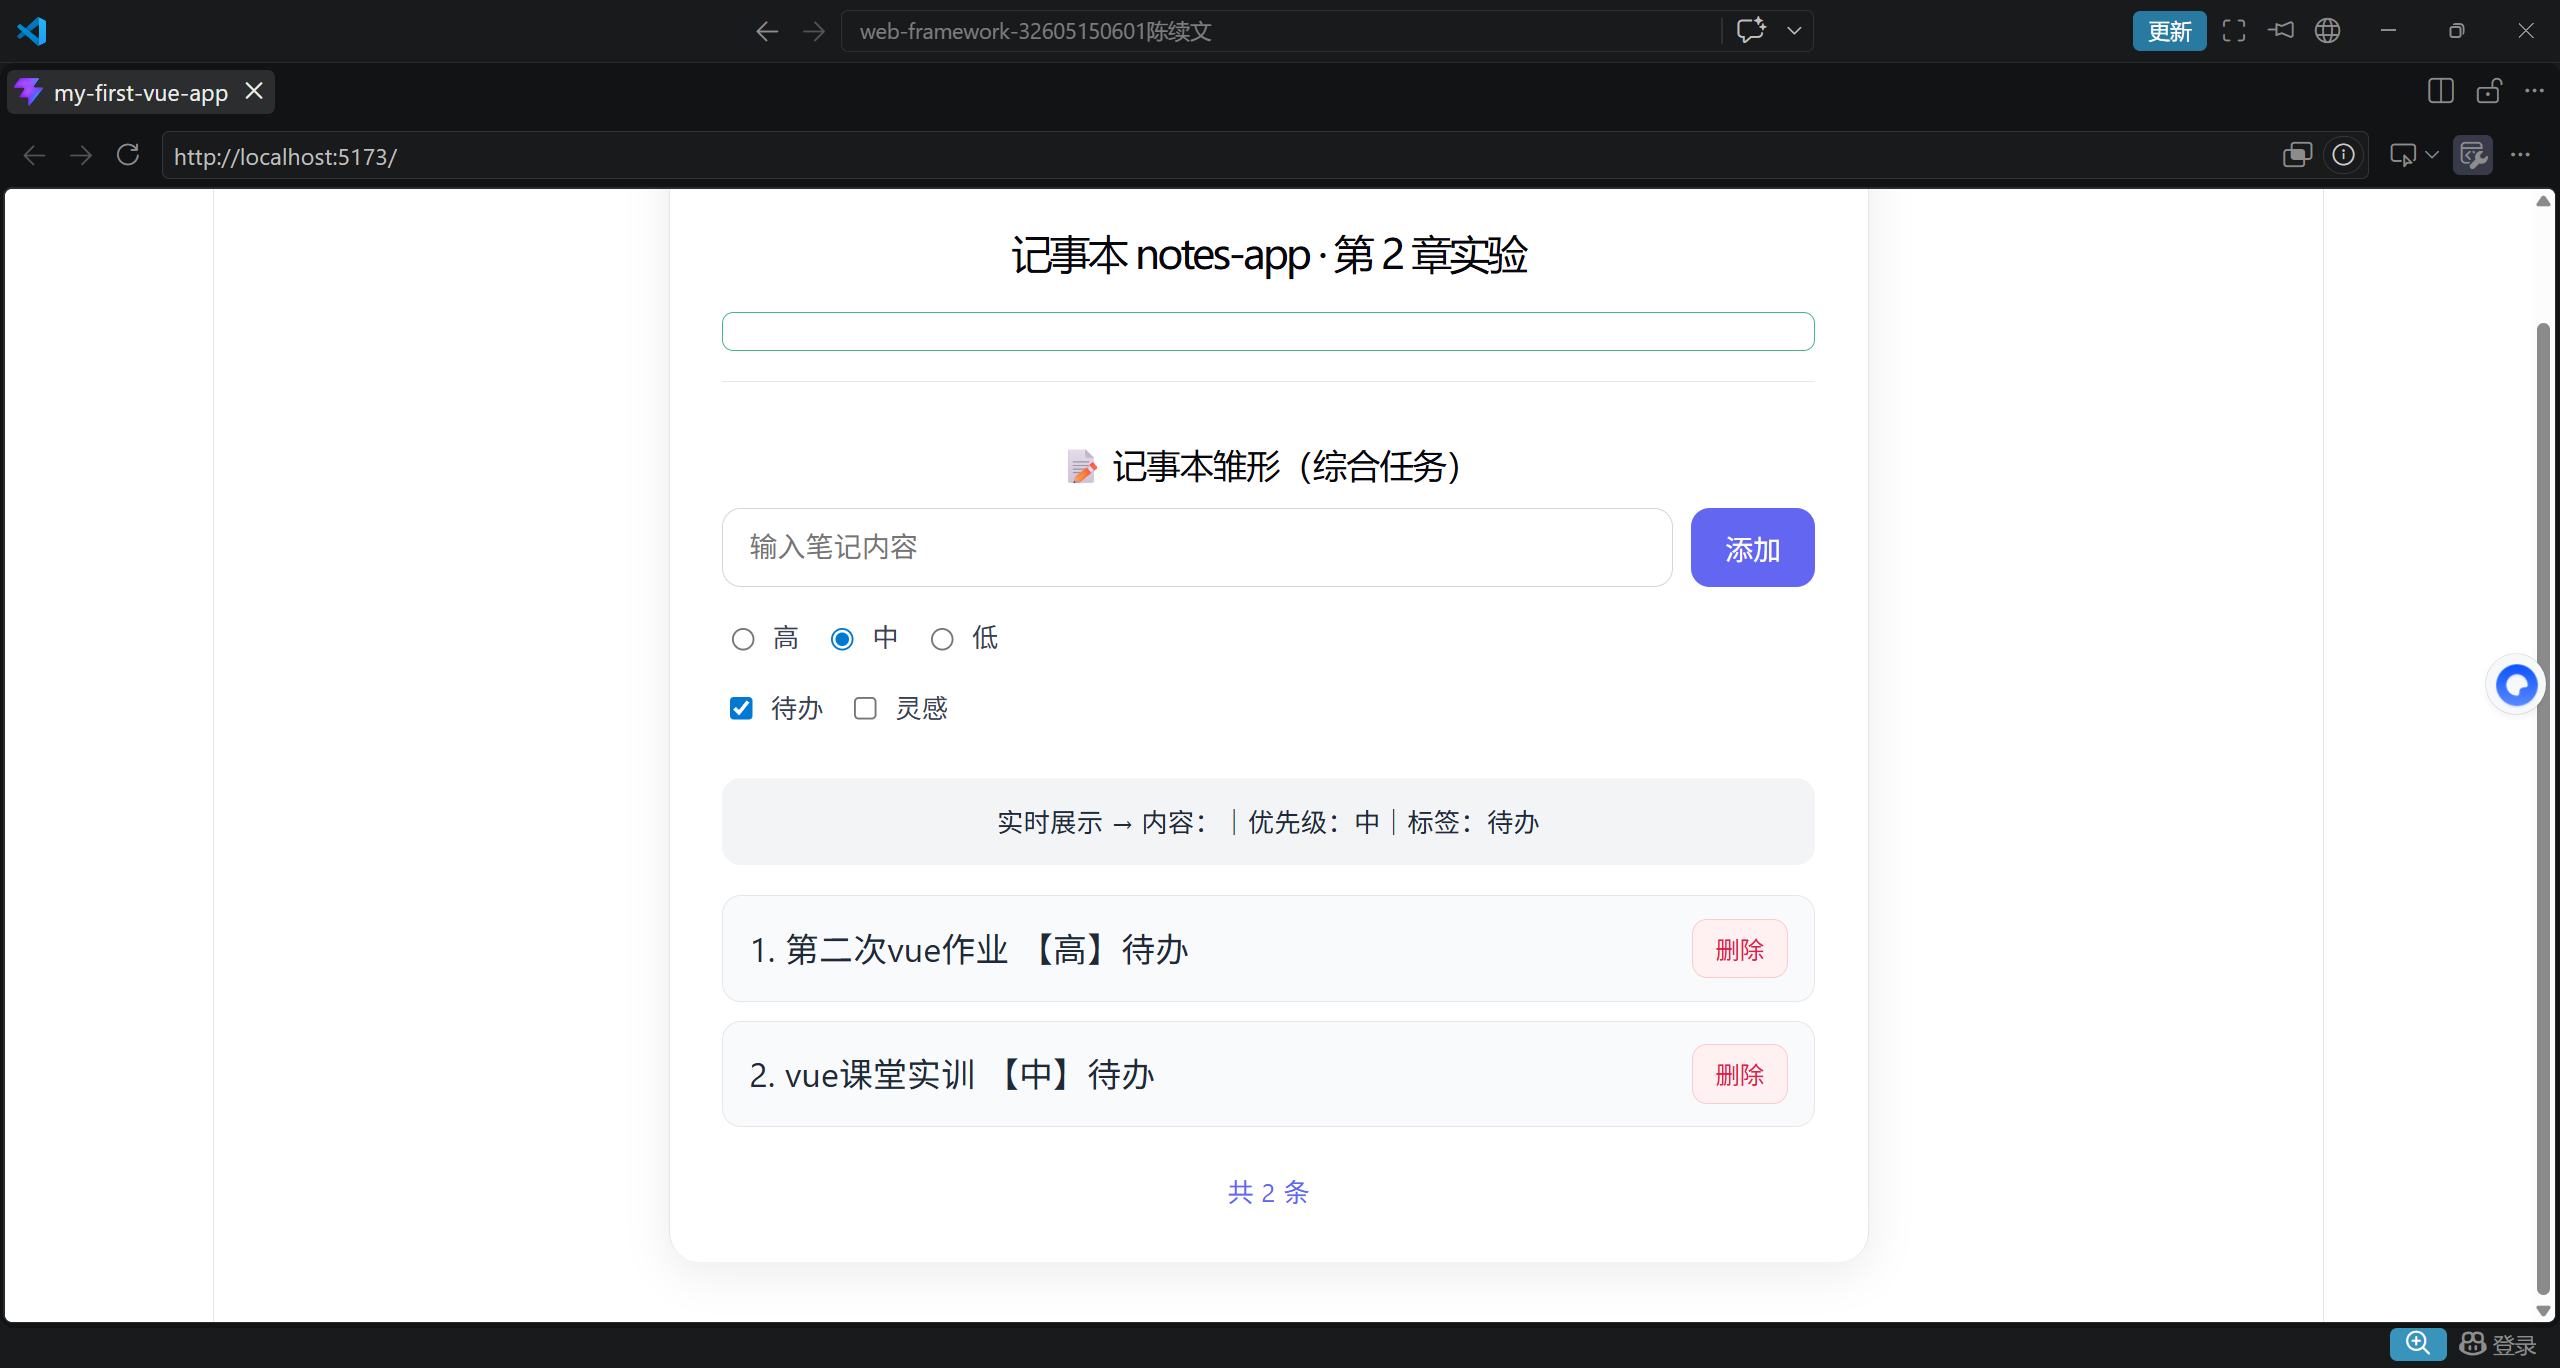 web-framework-32605150601陈续文
更新
my-first-vue-app
http://localhost:5173/
记事本 notes-app · 第 2 章实验
📝 记事本雏形（综合任务）
输入笔记内容
添加
高 中 低
待办 灵感
实时展示 → 内容：｜优先级：中｜标签：待办
1. 第二次vue作业 【高】待办
删除
2. vue课堂实训 【中】待办
删除
共 2 条
登录